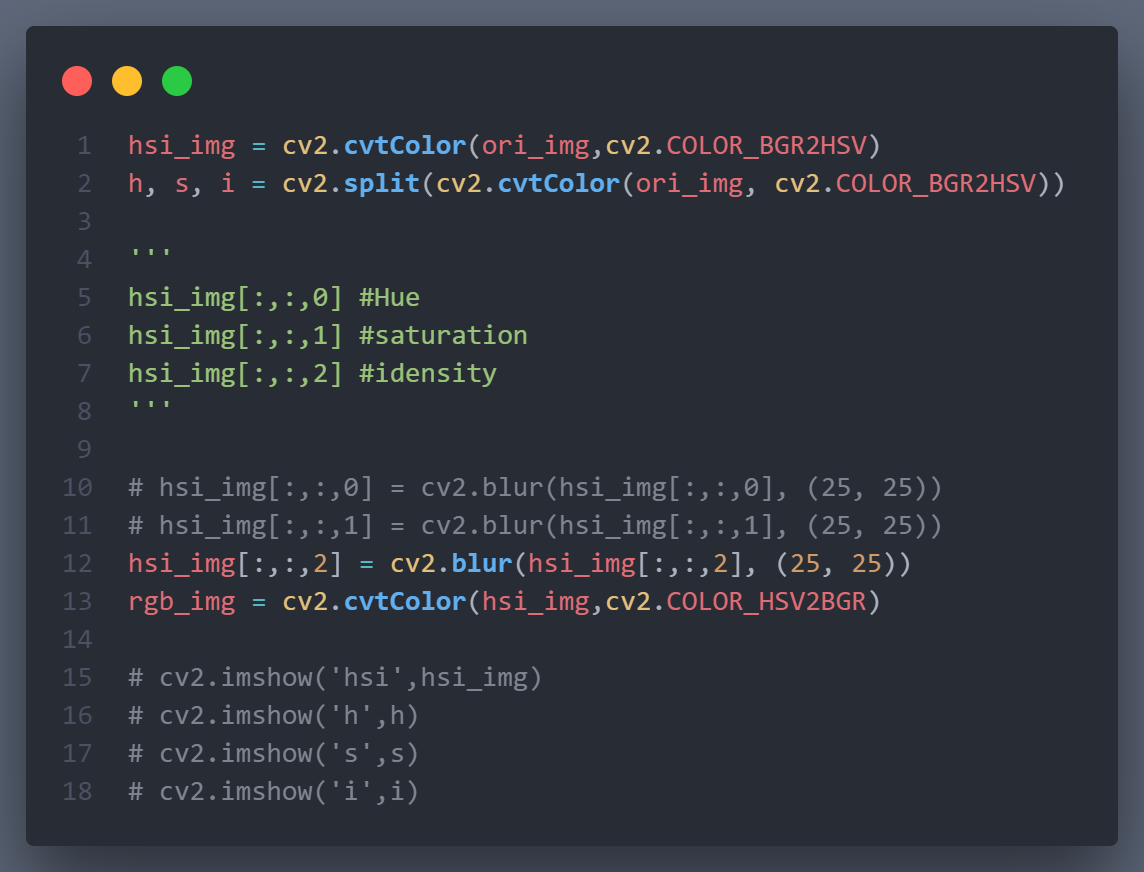 1 hsi_img = cv2.cvtColor(ori_img,cv2.COLOR_BGR2HSV)
2 h, s, i = cv2.split(cv2.cvtColor(ori_img, cv2.COLOR_BGR2HSV))
3
4 '''
5 hsi_img[:,:,0] #Hue
6 hsi_img[:,:,1] #saturation
7 hsi_img[:,:,2] #idensity
8 '''
9
10 # hsi_img[:,:,0] = cv2.blur(hsi_img[:,:,0], (25, 25))
11 # hsi_img[:,:,1] = cv2.blur(hsi_img[:,:,1], (25, 25))
12 hsi_img[:,:,2] = cv2.blur(hsi_img[:,:,2], (25, 25))
13 rgb_img = cv2.cvtColor(hsi_img,cv2.COLOR_HSV2BGR)
14
15 # cv2.imshow('hsi',hsi_img)
16 # cv2.imshow('h',h)
17 # cv2.imshow('s',s)
18 # cv2.imshow('i',i)